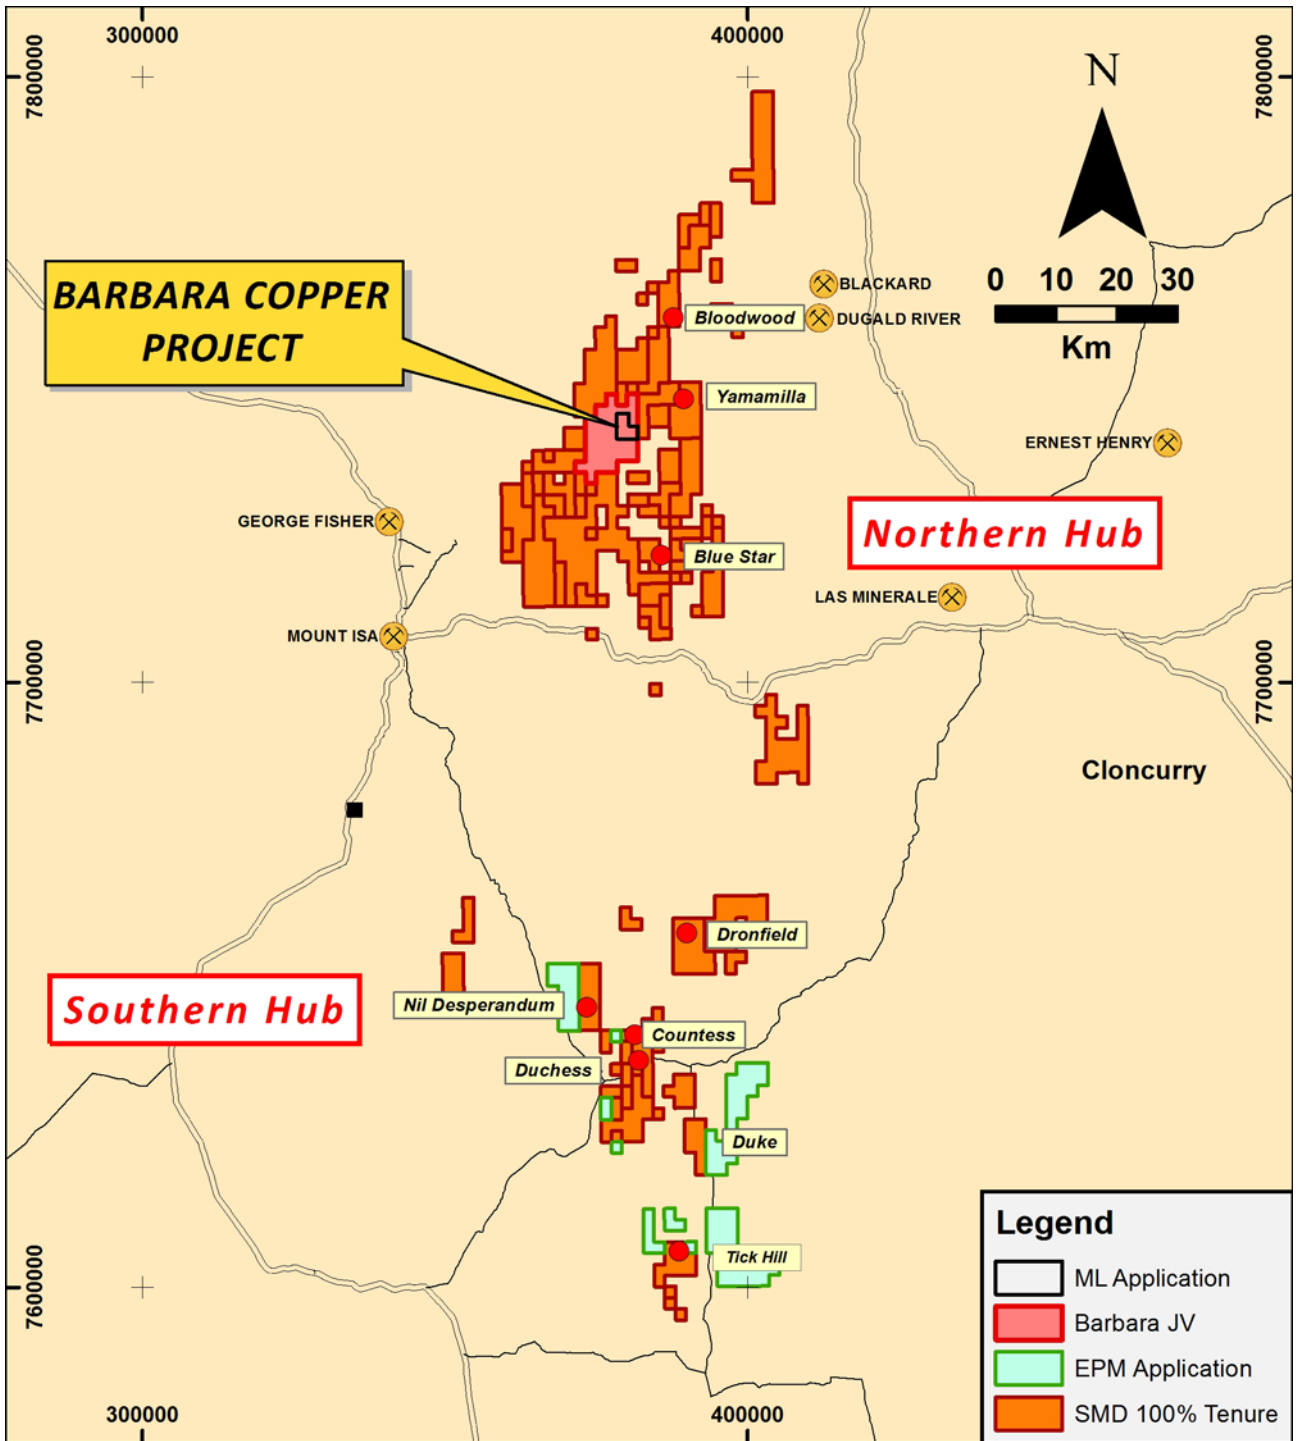 300000
400000
7800000
7800000
N
BARBARA COPPER
PROJECT
0 10 20 30
Km
BLACKARD
Bloodwood
DUGALD RIVER
Yamamilla
ERNEST HENRY
GEORGE FISHER
Northern Hub
Blue Star
LAS MINERALE
MOUNT ISA
7700000
7700000
Cloncurry
Dronfield
Southern Hub
Nil Desperandum
Countess
Duchess
Duke
Tick Hill
7600000
Legend
ML Application
Barbara JV
EPM Application
SMD 100% Tenure
300000
400000